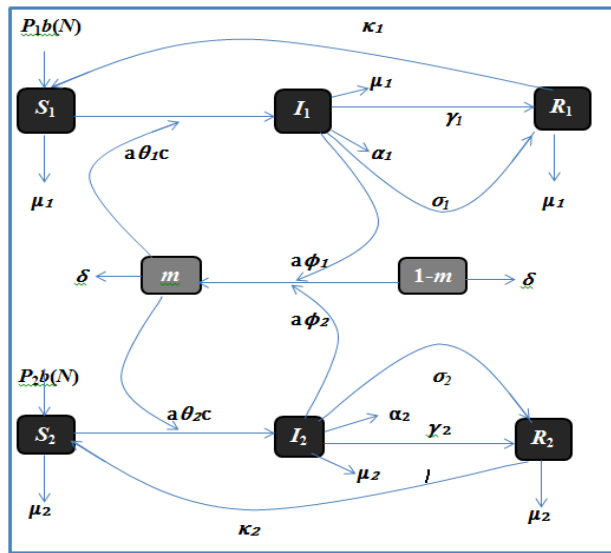 P₁b(N)
κ₁
S₁
I₁
μ₁
γ₁
R₁
aθ₁c
α₁
σ₁
μ₁
μ₁
aϕ₁
δ
m
1-m
δ
aϕ₂
P₂b(N)
σ₂
aθ₂c
α₂
S₂
I₂
γ₂
R₂
μ₂
μ₂
κ₂
μ₂